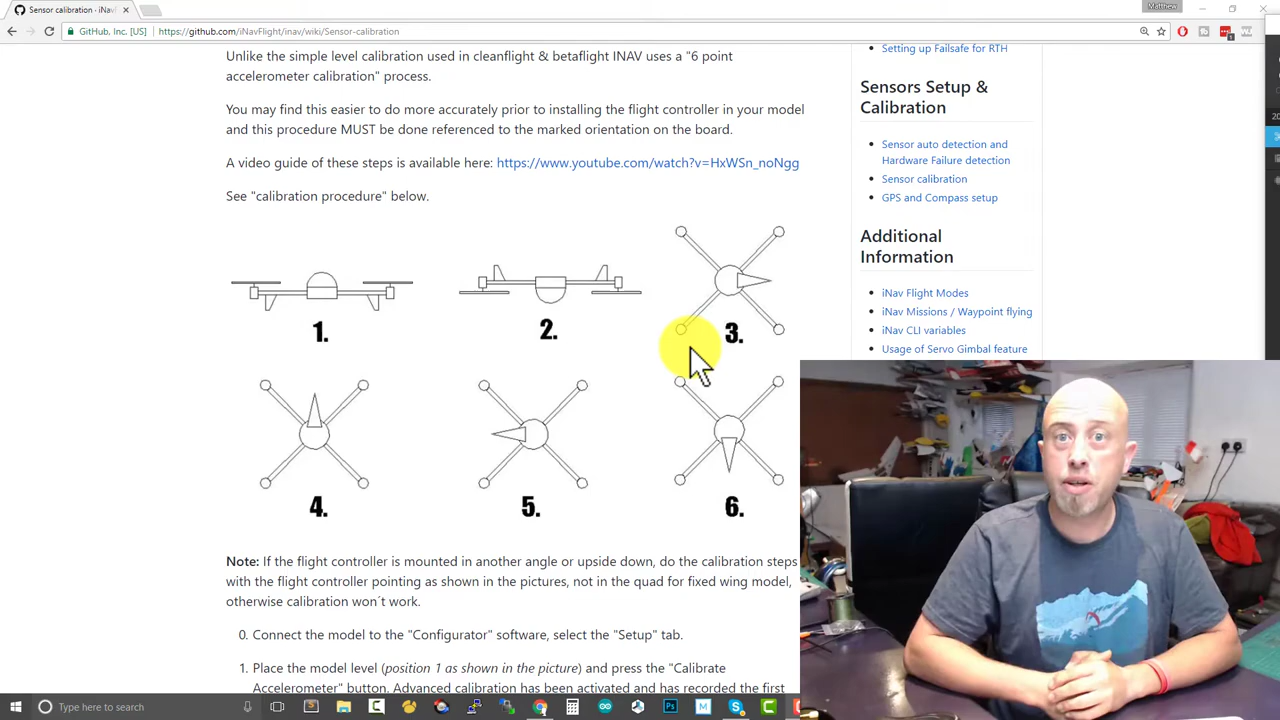 Sensor calibration · iNav
Matthew
GitHub, Inc. [US]
https://github.com/iNavFlight/inav/wiki/Sensor-calibration
Unlike the simple level calibration used in cleanflight & betaflight INAV uses a "6 point
accelerometer calibration" process.
You may find this easier to do more accurately prior to installing the flight controller in your model
and this procedure MUST be done referenced to the marked orientation on the board.
A video guide of these steps is available here: https://www.youtube.com/watch?v=HxWSn_noNgg
See "calibration procedure" below.
1.
2.
3.
4.
5.
6.
Note: If the flight controller is mounted in another angle or upside down, do the calibration steps
with the flight controller pointing as shown in the pictures, not in the quad for fixed wing model,
otherwise calibration won´t work.
0. Connect the model to the "Configurator" software, select the "Setup" tab.
1. Place the model level (position 1 as shown in the picture) and press the "Calibrate
Accelerometer" button. Advanced calibration has been activated and has recorded the first
Setting up Failsafe for RTH
Sensors Setup &
Calibration
Sensor auto detection and
Hardware Failure detection
Sensor calibration
GPS and Compass setup
Additional
Information
iNav Flight Modes
iNav Missions / Waypoint flying
iNav CLI variables
Usage of Servo Gimbal feature
Type here to search